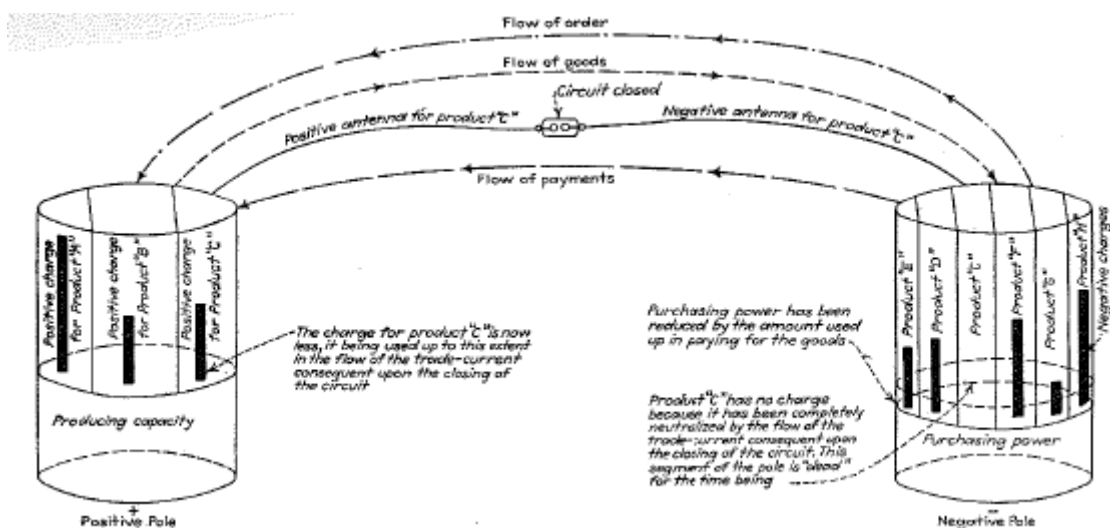 Flow of order
Flow of goods
Circuit closed
Positive antenna for product "C"
Negative antenna for product "C"
Flow of payments
Positive charge
for Product "A"
Positive charge
for Product "B"
Positive charge
for Product "C"
Product "E"
Product "D"
Product "C"
Product "F"
Product "G"
Product "H"
Negative charges
The charge for product "C" is now
less, it being used up to this extent
in the flow of the trade-current
consequent upon the closing of
the circuit
Purchasing power has been
reduced by the amount used
up in paying for the goods
Product "C" has no charge
because it has been completely
neutralized by the flow of the
trade-current consequent upon
the closing of the circuit. This
segment of the pole is "dead"
for the time being
Producing capacity
Purchasing power
+
Positive Pole
−
Negative Pole